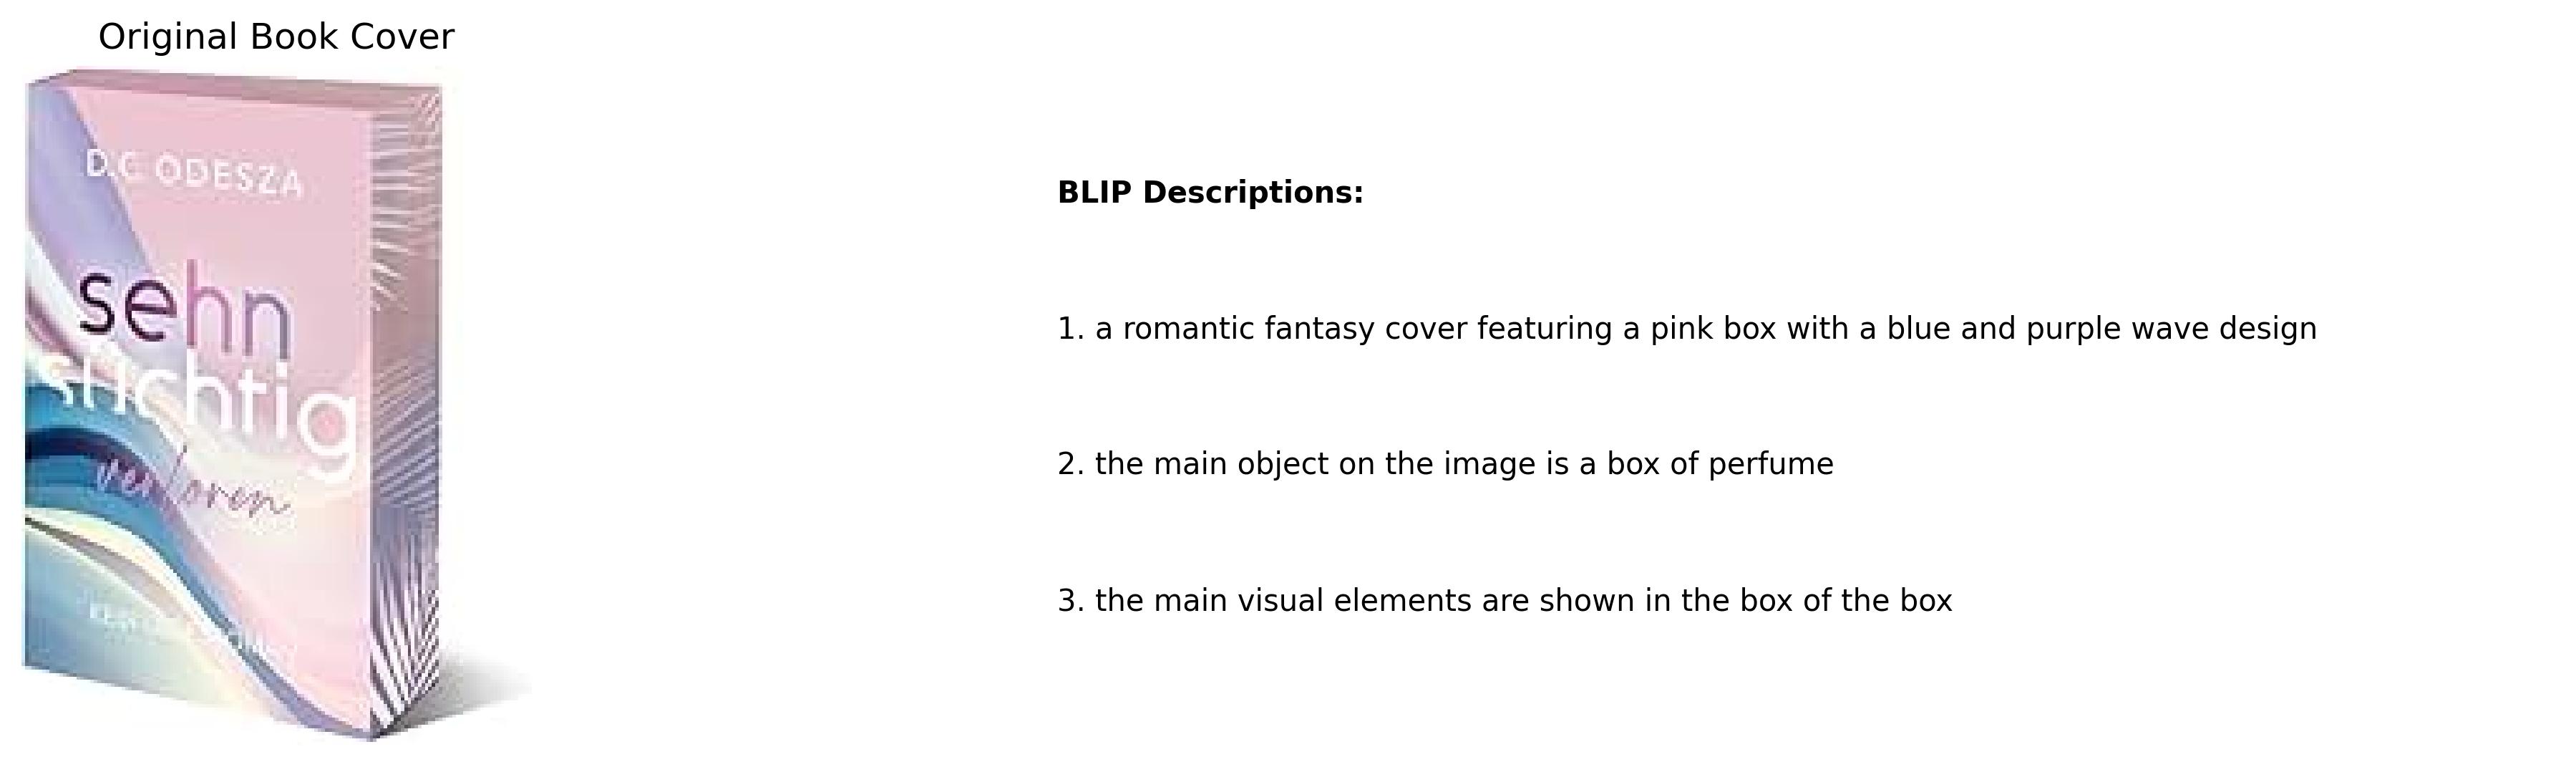 Original Book Cover
D.C. ODESZA
sehn
süchtig
verloren
BLIP Descriptions:
1. a romantic fantasy cover featuring a pink box with a blue and purple wave design
2. the main object on the image is a box of perfume
3. the main visual elements are shown in the box of the box